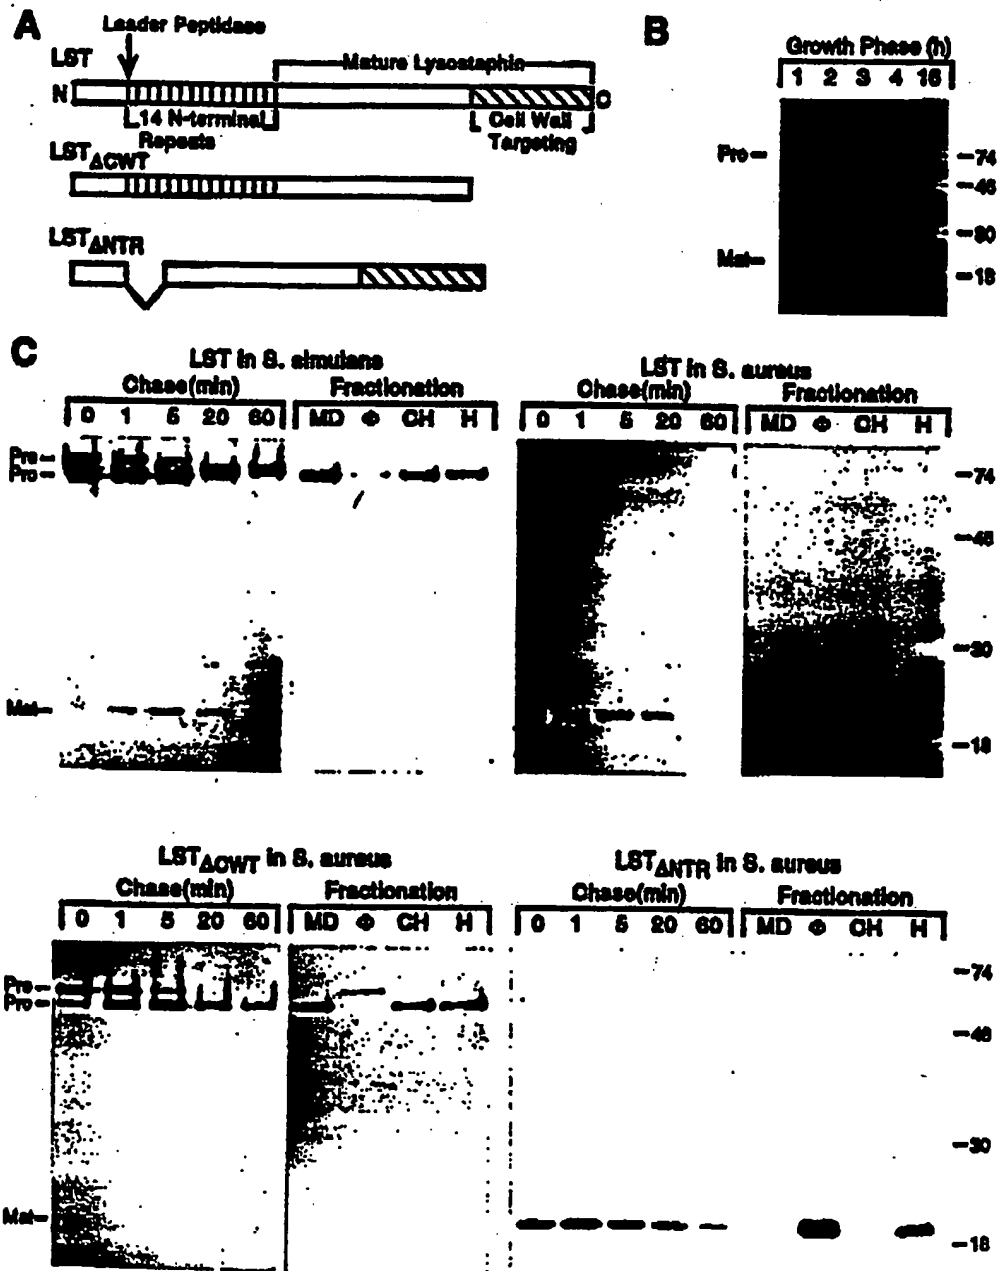 A
Leader Peptidase
LST
Mature Lysostaphin
N
C
14 N-terminal
Repeats
Cell Wall
Targeting
LSTΔCWT
LSTΔNTR
B
Growth Phase (h)
1 2 3 4 16
Pro
Mat
74
46
30
18
C
LST in S. simulans
Chase(min) Fractionation
0 1 5 20 60 MD Φ CH H
Pre
Pro
Mat
LST in S. aureus
Chase(min) Fractionation
0 1 5 20 60 MD Φ CH H
74
46
30
18
LSTΔCWT in S. aureus
Chase(min) Fractionation
0 1 5 20 60 MD Φ CH H
Pre
Pro
Mat
LSTΔNTR in S. aureus
Chase(min) Fractionation
0 1 5 20 60 MD Φ CH H
74
46
30
18